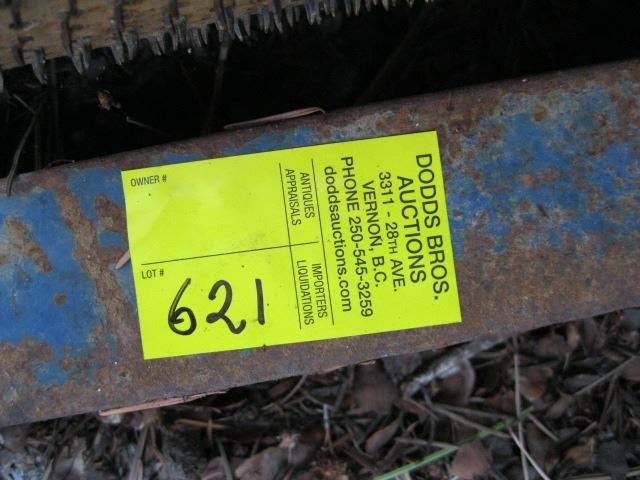 DODDS BROS.
AUCTIONS
3311 - 28TH AVE.
VERNON, B.C.
PHONE 250-545-3259
doddsauctions.com
ANTIQUES IMPORTERS
APPRAISALS LIQUIDATIONS
OWNER #
LOT #
621